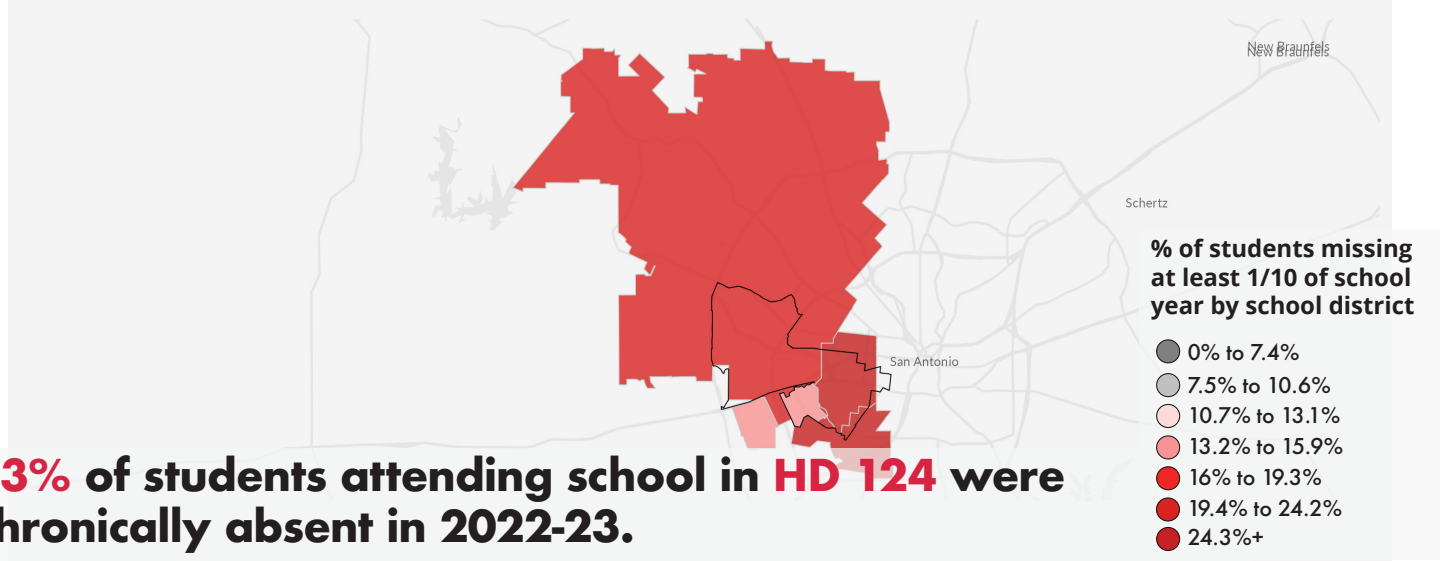 New Braunfels
New Braunfels
Schertz
% of students missing
at least 1/10 of school
year by school district
San Antonio
0% to 7.4%
7.5% to 10.6%
10.7% to 13.1%
13.2% to 15.9%
16% to 19.3%
19.4% to 24.2%
24.3%+
3% of students attending school in HD 124 were
hronically absent in 2022-23.